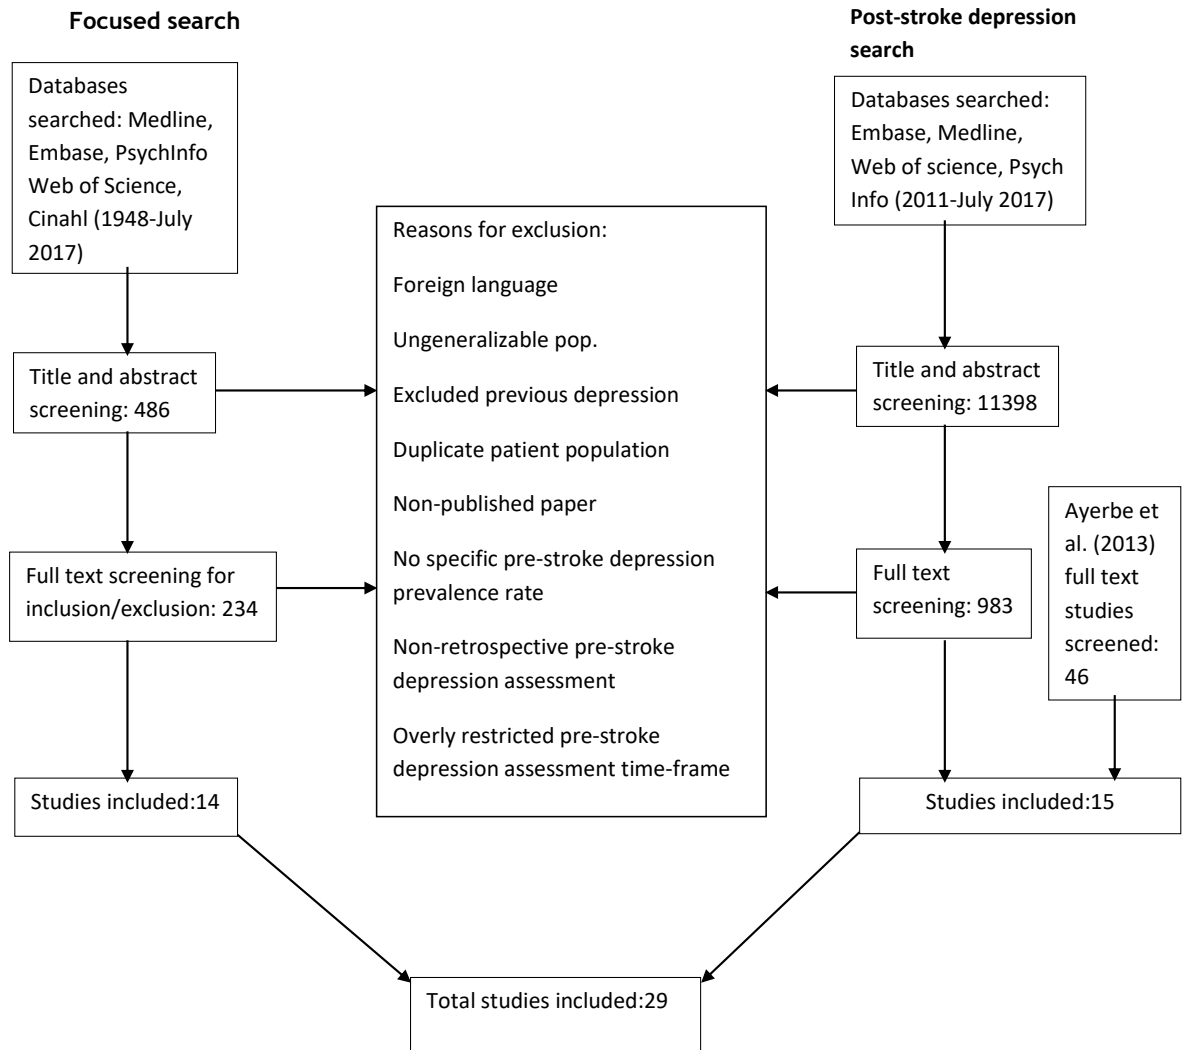 Focused search
Databases
searched: Medline,
Embase, PsychInfo
Web of Science,
Cinahl (1948-July
2017)
Title and abstract
screening: 486
Full text screening for
inclusion/exclusion: 234
Studies included:14
Reasons for exclusion:
Foreign language
Ungeneralizable pop.
Excluded previous depression
Duplicate patient population
Non-published paper
No specific pre-stroke depression
prevalence rate
Non-retrospective pre-stroke
depression assessment
Overly restricted pre-stroke
depression assessment time-frame
Post-stroke depression
search
Databases searched:
Embase, Medline,
Web of science, Psych
Info (2011-July 2017)
Title and abstract
screening: 11398
Full text
screening: 983
Ayerbe et
al. (2013)
full text
studies
screened:
46
Studies included:15
Total studies included:29